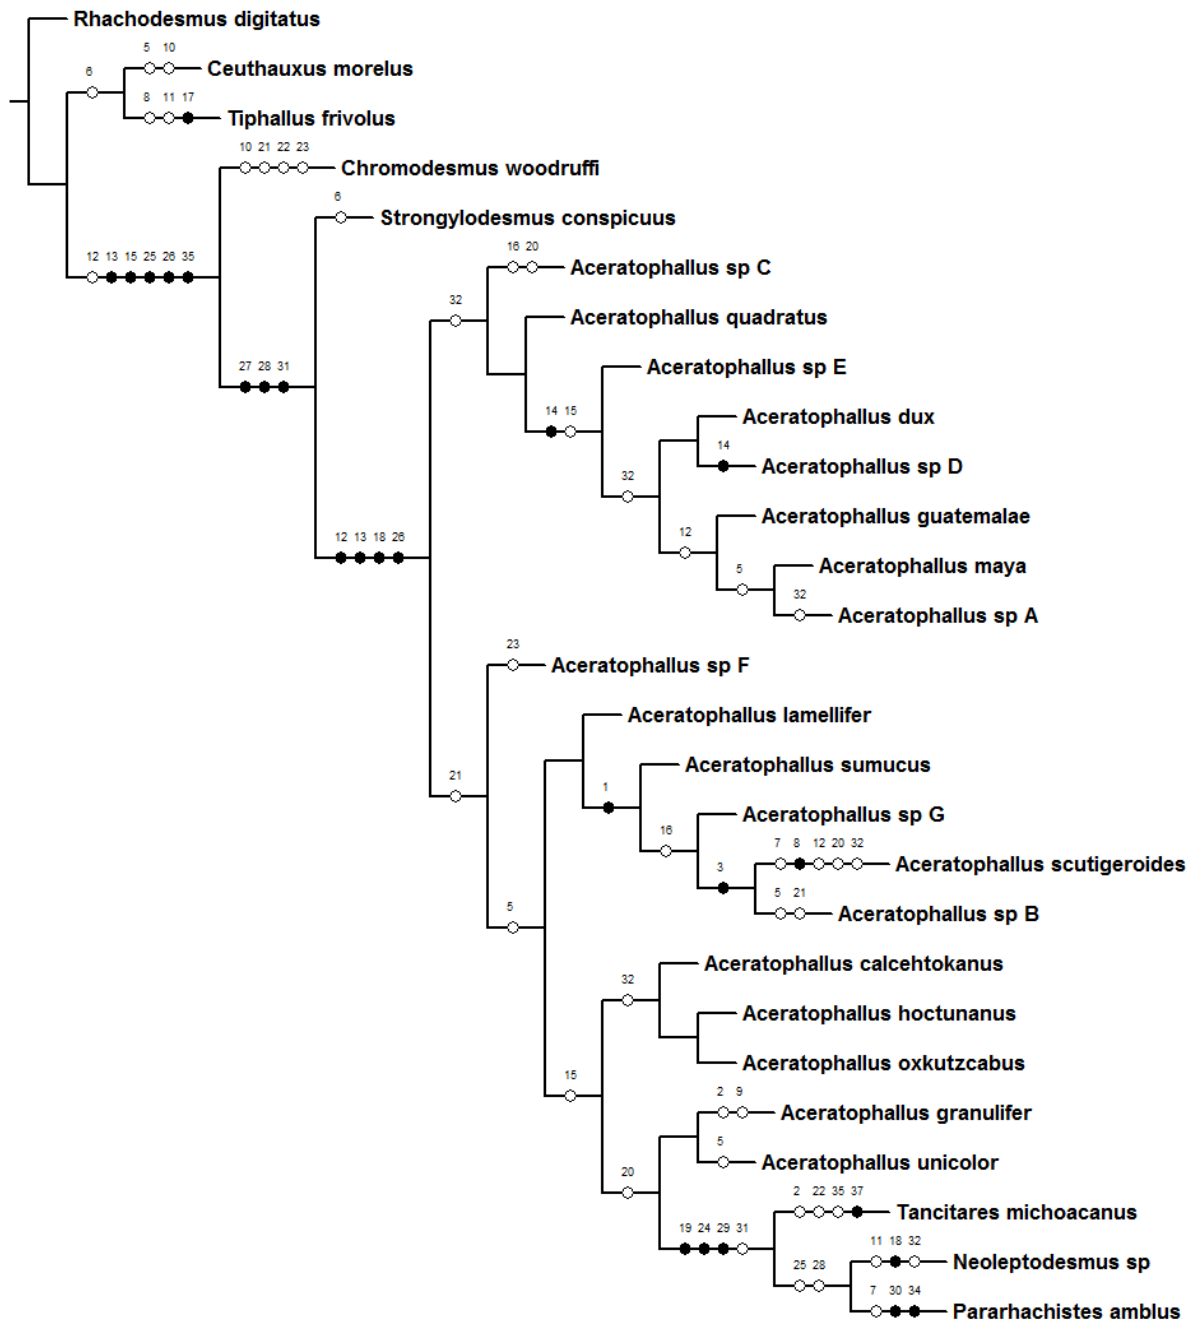 Rhachodesmus digitatus
5 10
6
Ceuthauxus morelus
8 11 17
Tiphallus frivolus
10 21 22 23
Chromodesmus woodruffi
6
Strongylodesmus conspicuus
16 20
12 13 15 25 26 35
Aceratophallus sp C
32
Aceratophallus quadratus
27 28 31
Aceratophallus sp E
14 15
Aceratophallus dux
14
Aceratophallus sp D
32
Aceratophallus guatemalae
12 13 18 26
12
Aceratophallus maya
5
32
Aceratophallus sp A
23
Aceratophallus sp F
Aceratophallus lamellifer
Aceratophallus sumucus
21
1
Aceratophallus sp G
16
7 8 12 20 32
Aceratophallus scutigeroides
3
5 21
Aceratophallus sp B
5
Aceratophallus calcehtokanus
32
Aceratophallus hoctunanus
Aceratophallus oxkutzcabus
15
2 9
Aceratophallus granulifer
5
Aceratophallus unicolor
20
2 22 35 37
Tancitares michoacanus
19 24 29 31
11 18 32
Neoleptodesmus sp
25 28
7 30 34
Pararhachistes amblus